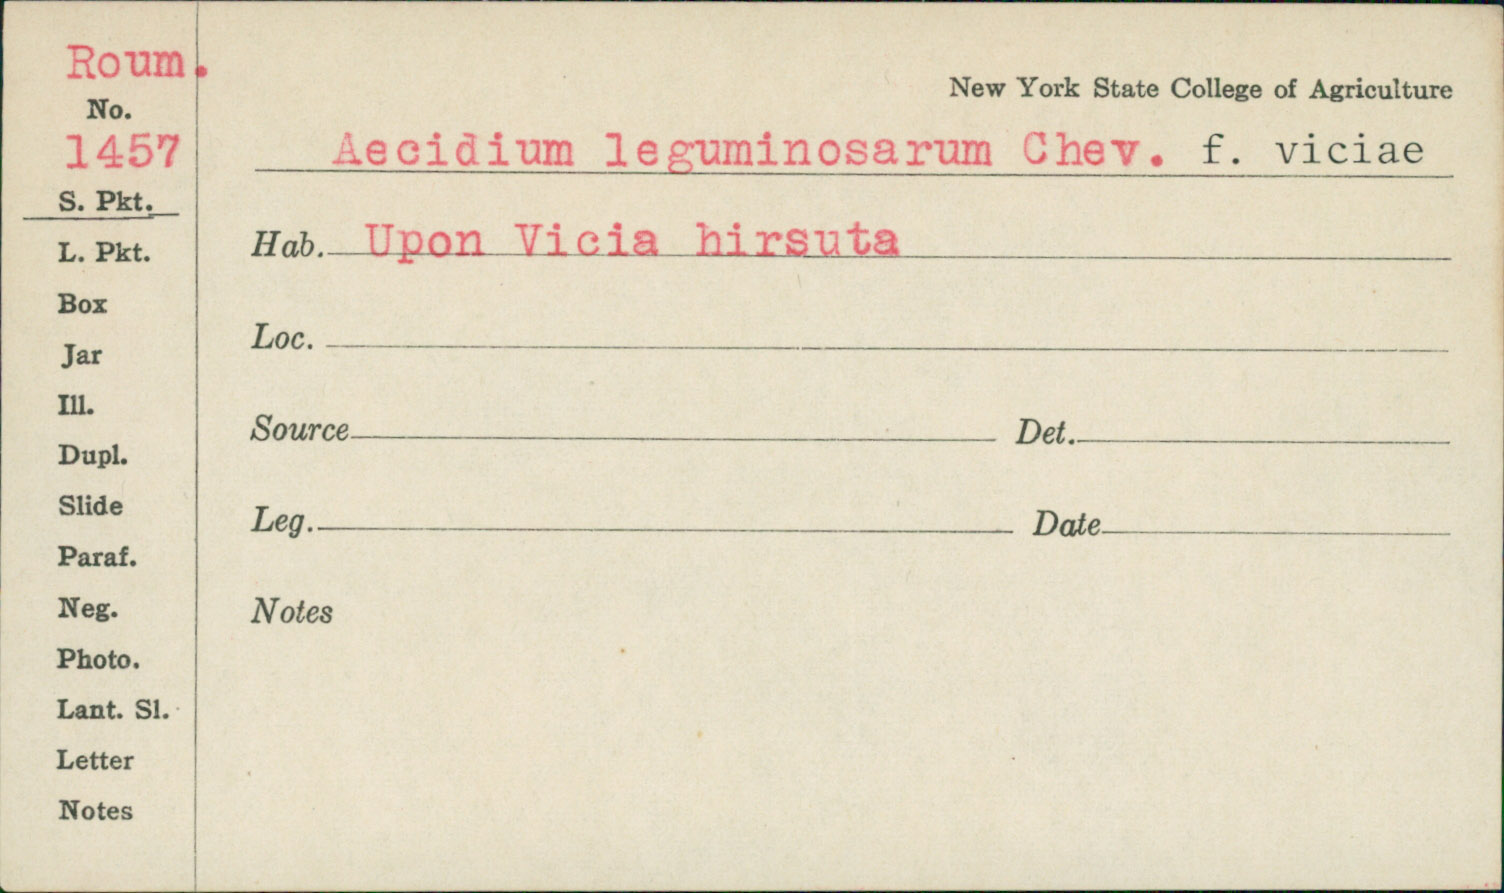 Roum.
No.
1457
S. Pkt.
L. Pkt.
Box
Jar
Ill.
Dupl.
Slide
Paraf.
Neg.
Photo.
Lant. Sl.
Letter
Notes
New York State College of Agriculture
Aecidium leguminosarum Chev. f. viciae
Hab. Upon Vicia hirsuta
Loc.
Source Det.
Leg. Date
Notes